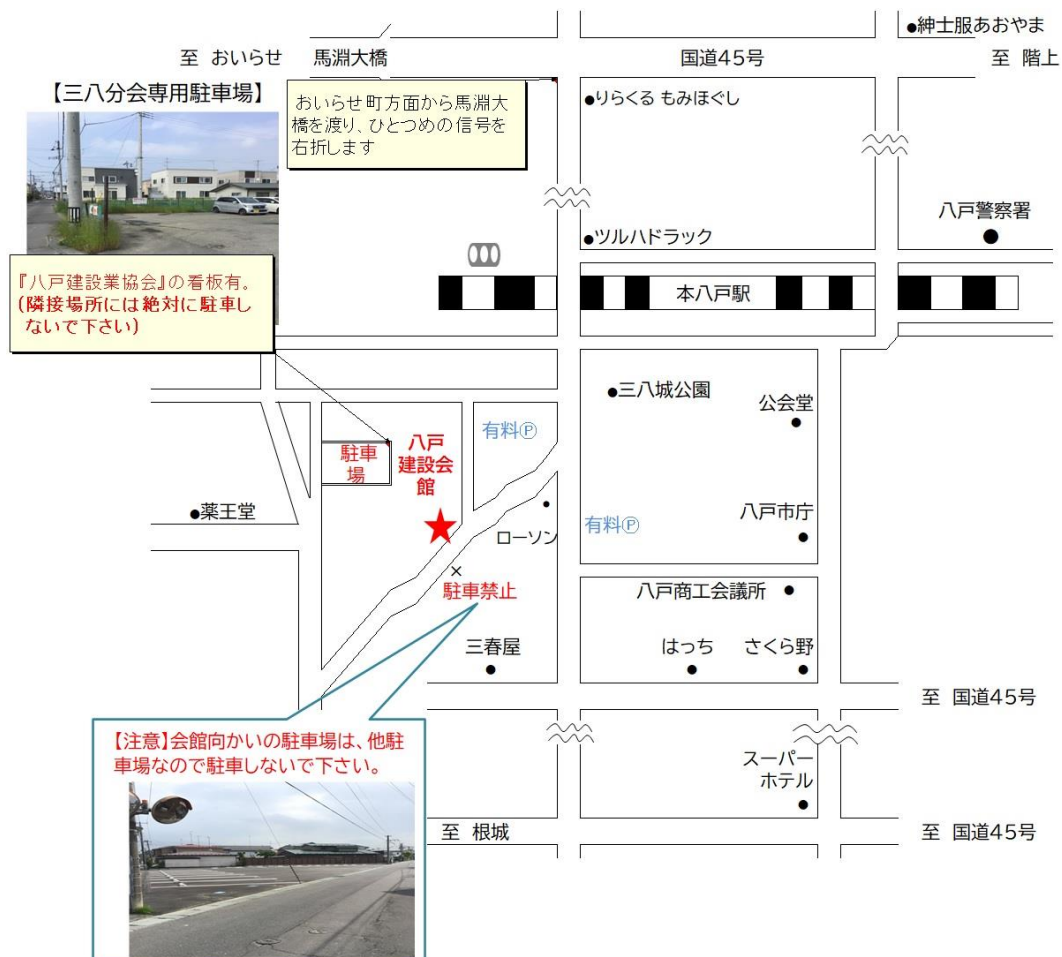 ●紳士服あおやま
至 おいらせ 馬淵大橋
国道45号
至 階上
【三八分会専用駐車場】
おいらせ町方面から馬淵大
橋を渡り、ひとつめの信号を
右折します
●りらくる もみほぐし
八戸警察署
●ツルハドラック
『八戸建設業協会』の看板有。
(隣接場所には絶対に駐車し
ないで下さい)
本八戸駅
●三八城公園
公会堂
有料Ⓟ
八戸
建設会
館
駐車
場
●薬王堂
ローソン
有料Ⓟ
八戸市庁
×
駐車禁止
八戸商工会議所
三春屋
はっち
さくら野
至 国道45号
【注意】会館向かいの駐車場は、他駐
車場なので駐車しないで下さい。
スーパー
ホテル
至 根城
至 国道45号